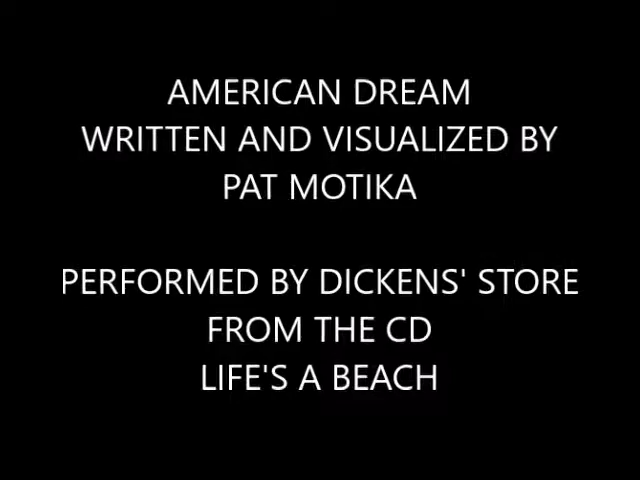 AMERICAN DREAM
WRITTEN AND VISUALIZED BY
PAT MOTIKA
PERFORMED BY DICKENS' STORE
FROM THE CD
LIFE'S A BEACH